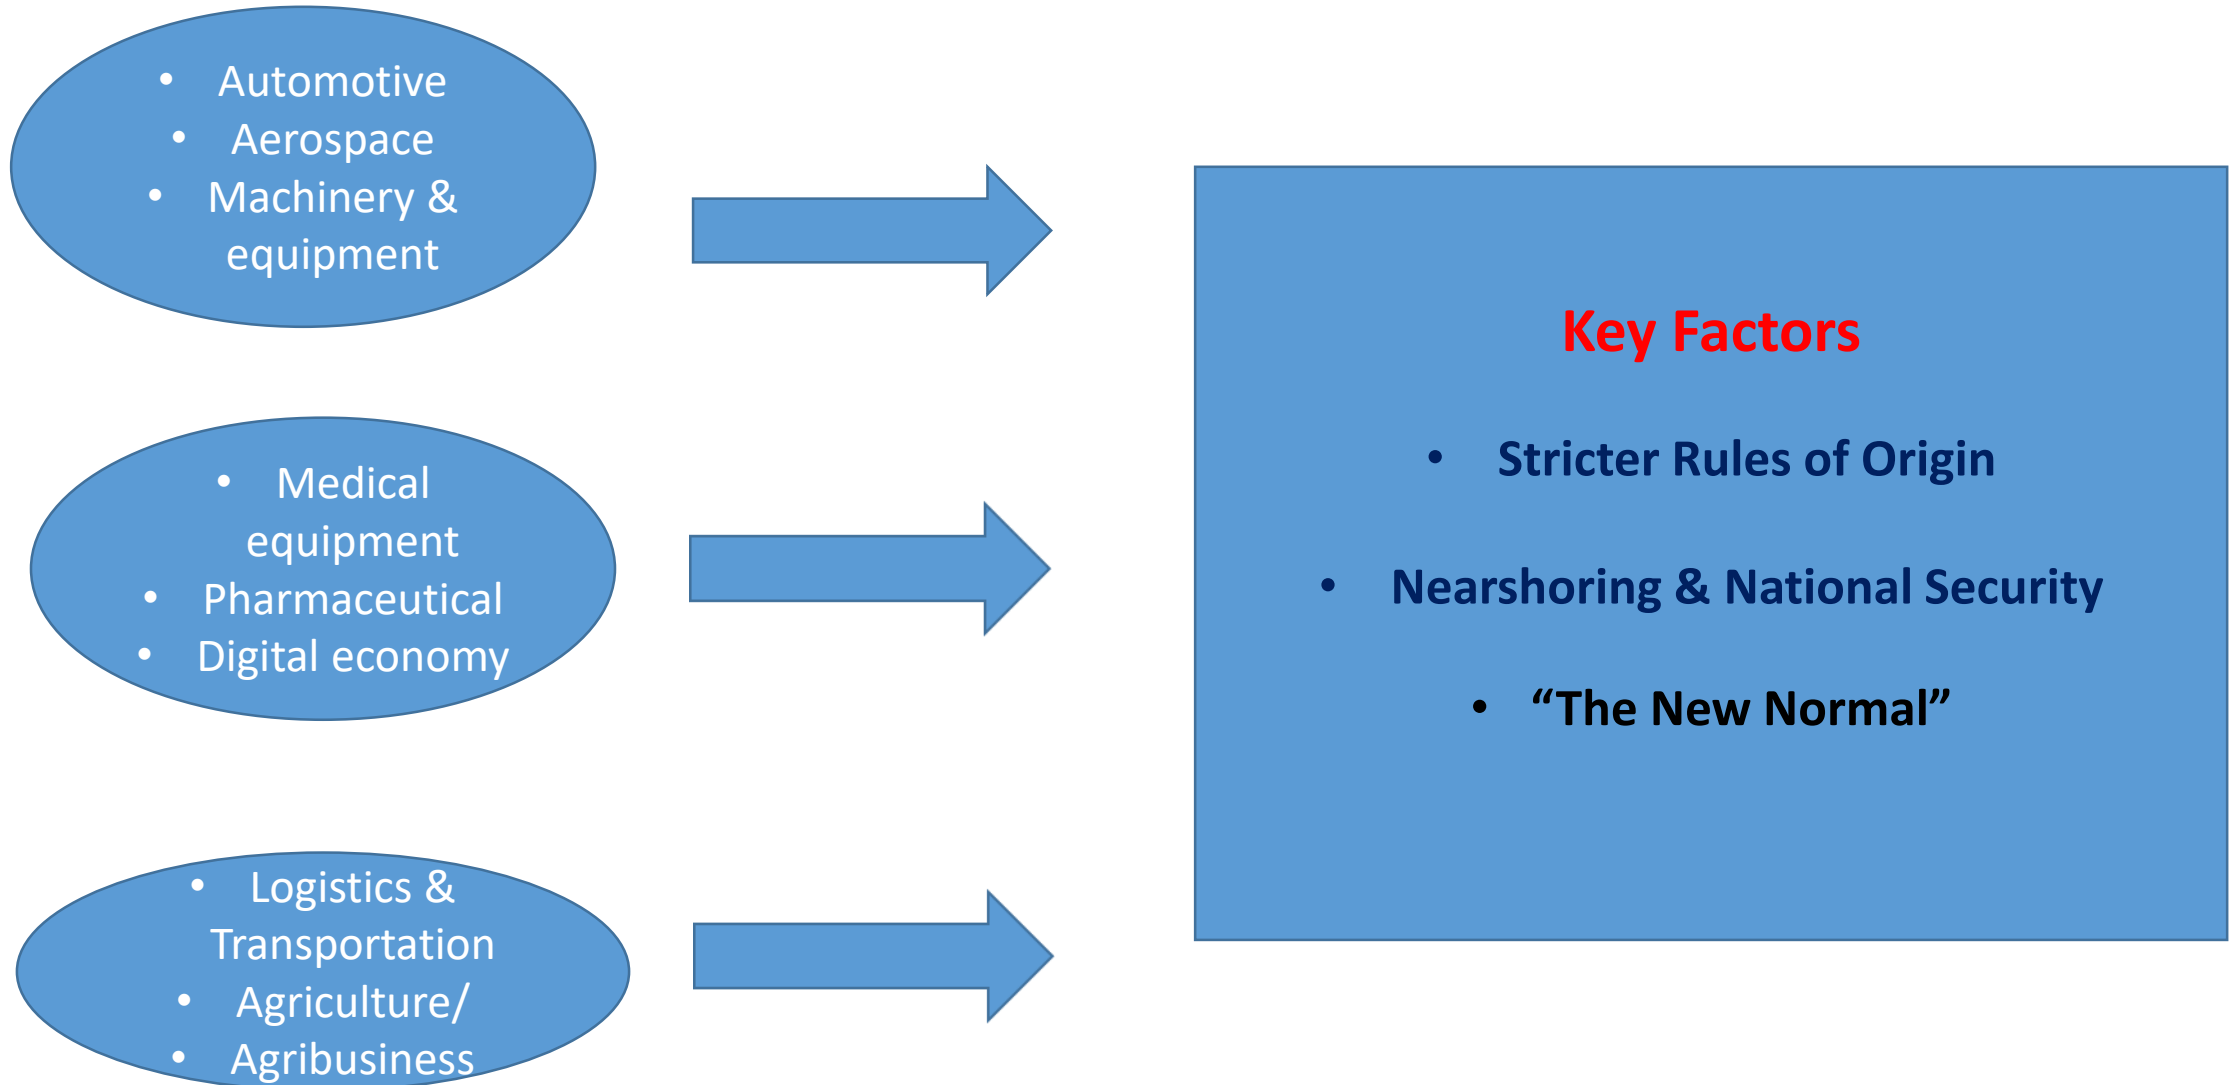 • Automotive
• Aerospace
• Machinery &
equipment
• Medical
equipment
• Pharmaceutical
• Digital economy
• Logistics &
Transportation
• Agriculture/
• Agribusiness
Key Factors
• Stricter Rules of Origin
• Nearshoring & National Security
• “The New Normal”